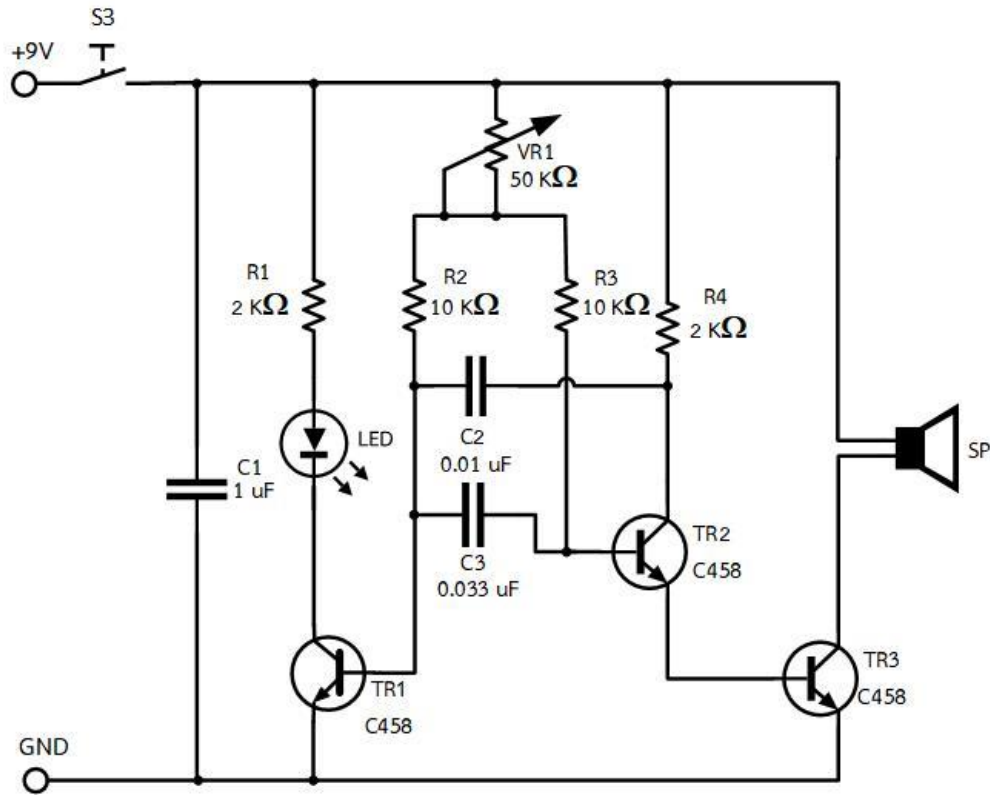 S3
+9V
VR1
50 KΩ
R1
2 KΩ
R2
10 KΩ
R3
10 KΩ
R4
2 KΩ
LED
C1
1 uF
C2
0.01 uF
C3
0.033 uF
SP
TR2
C458
TR1
C458
TR3
C458
GND